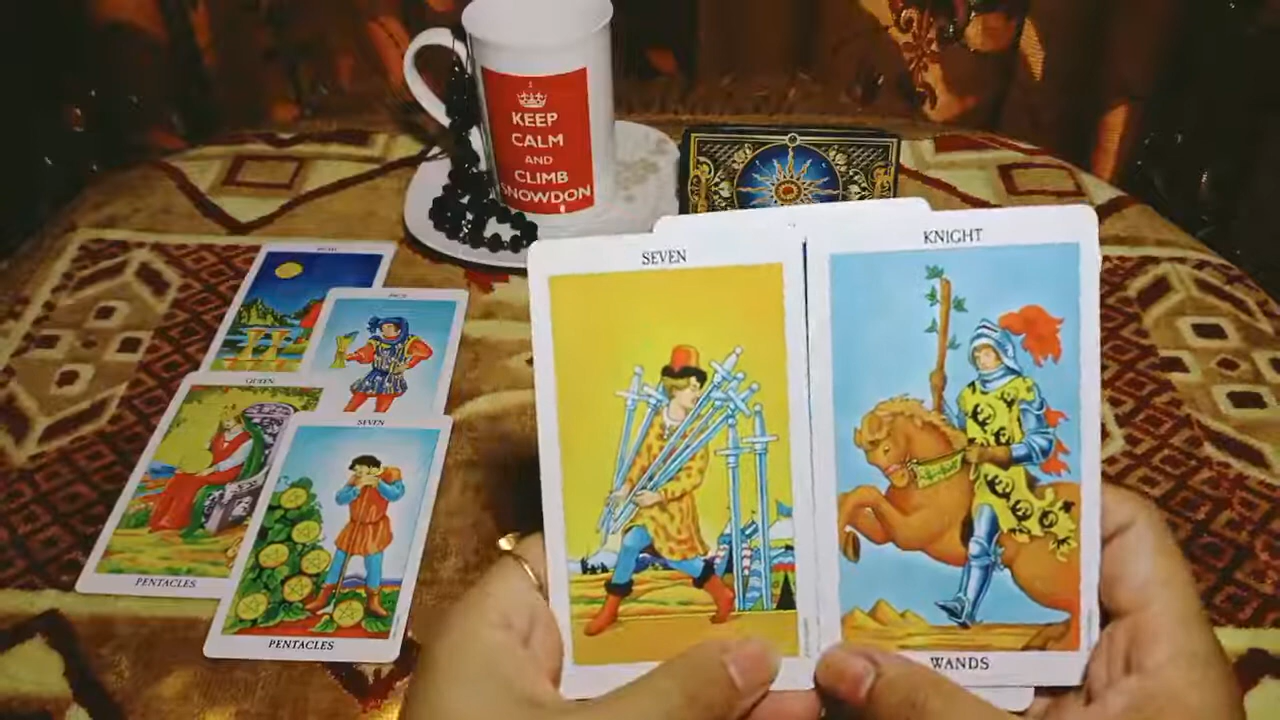 KEEP
CALM
AND
CLIMB
SNOWDON
SEVEN
KNIGHT
WANDS
QUEEN
PENTACLES
SEVEN
PENTACLES